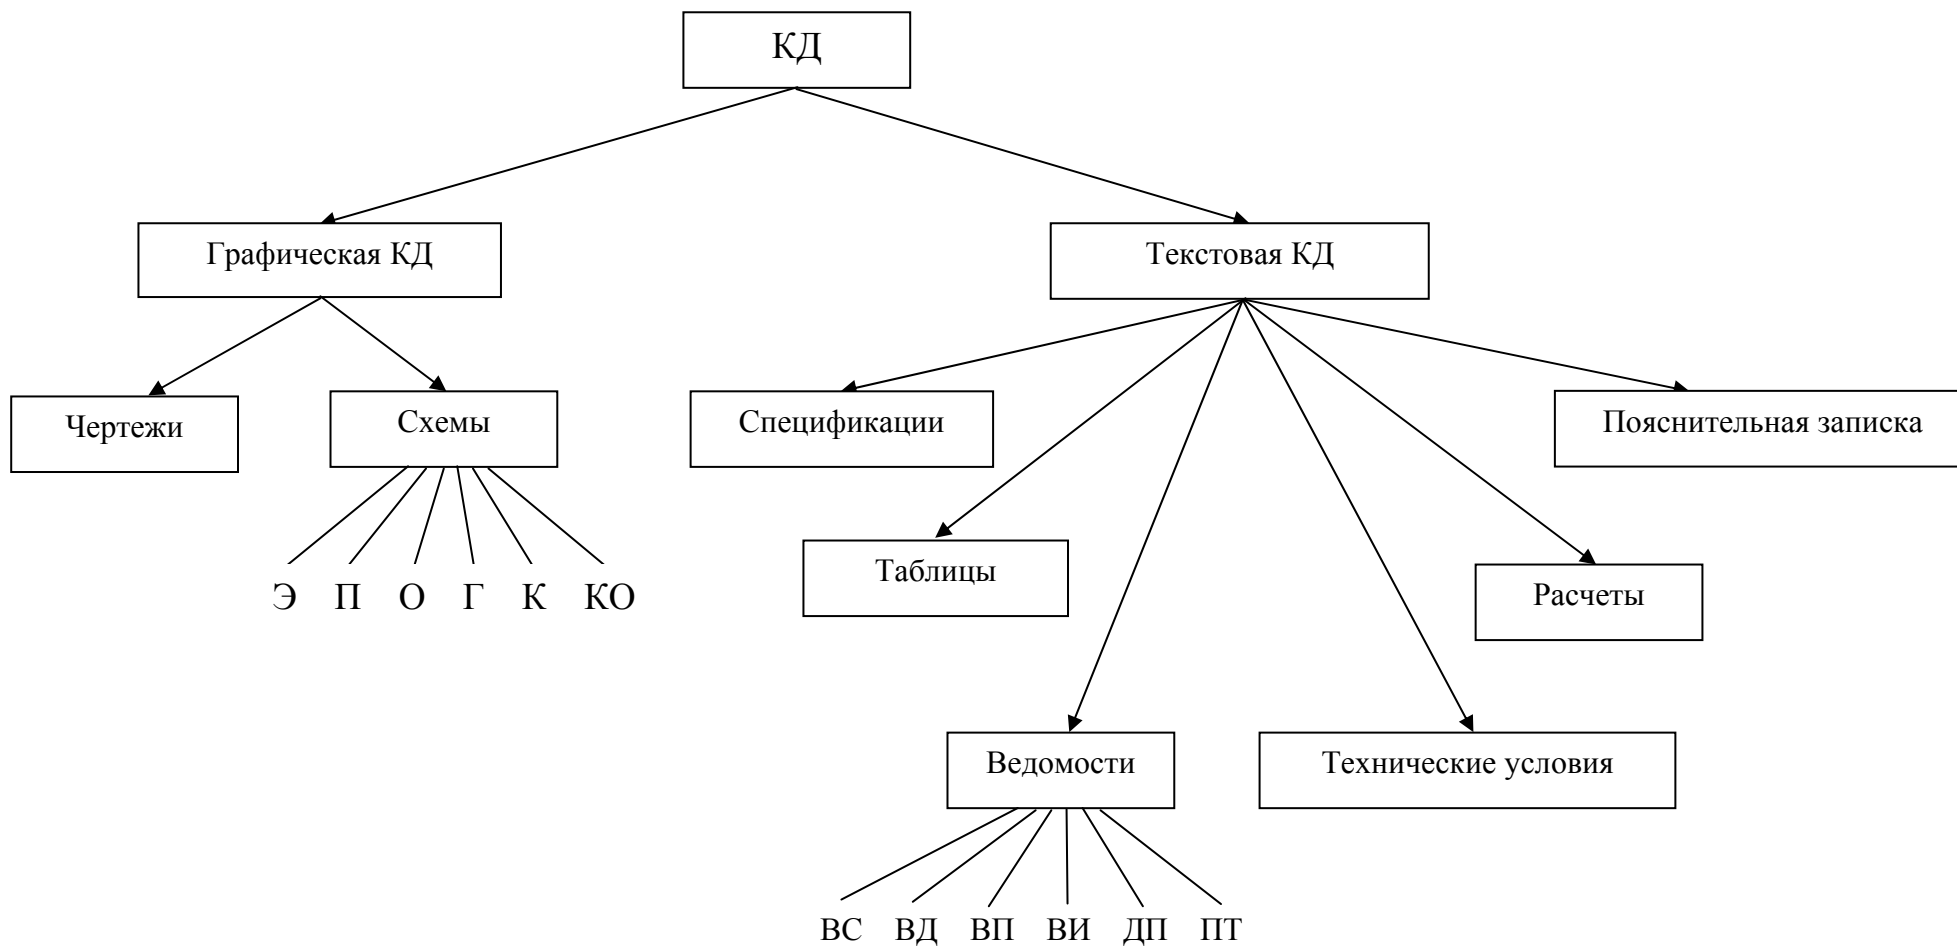 КД
Графическая КД
Текстовая КД
Чертежи
Схемы
Спецификации
Пояснительная записка
Таблицы
Расчеты
Э П О Г К КО
Ведомости
Технические условия
ВС ВД ВП ВИ ДП ПТ